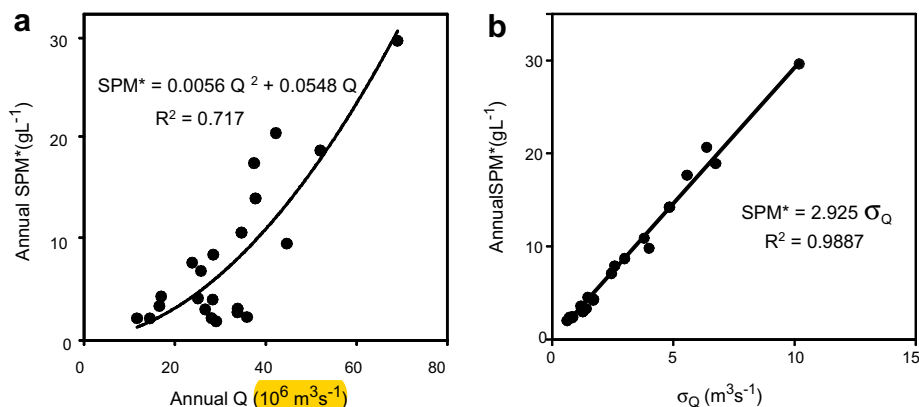 a
30
20
10
0
Annual SPM*(gL⁻¹)
SPM* = 0.0056 Q ² + 0.0548 Q
R² = 0.717
0 20 40 60 80
Annual Q (10⁶ m³s⁻¹)
b
30
20
10
0
AnnualSPM*(gL⁻¹)
SPM* = 2.925 σ_Q
R² = 0.9887
0 5 10 15
σ_Q (m³s⁻¹)